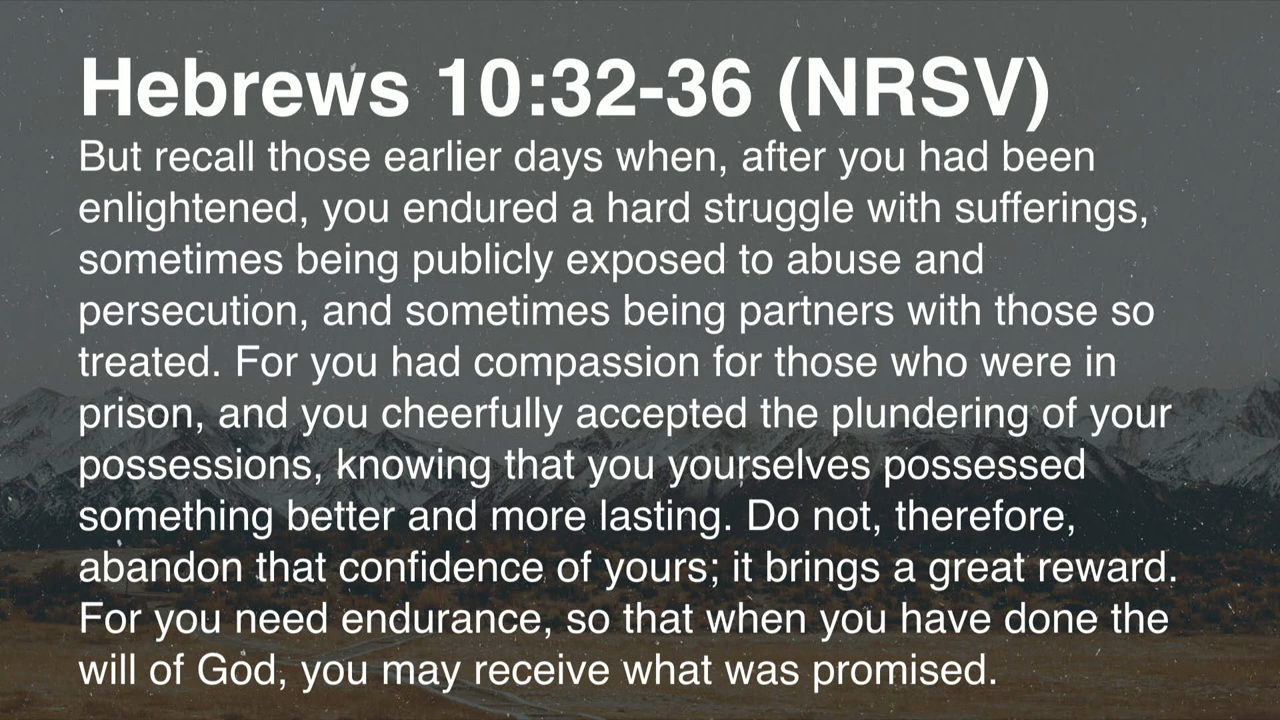 Hebrews 10:32-36 (NRSV)
But recall those earlier days when, after you had been
enlightened, you endured a hard struggle with sufferings,
sometimes being publicly exposed to abuse and
persecution, and sometimes being partners with those so
treated. For you had compassion for those who were in
prison, and you cheerfully accepted the plundering of your
possessions, knowing that you yourselves possessed
something better and more lasting. Do not, therefore,
abandon that confidence of yours; it brings a great reward.
For you need endurance, so that when you have done the
will of God, you may receive what was promised.